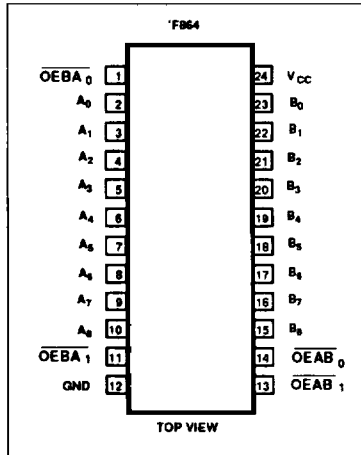 'F864
OEBA0 1 24 VCC
A0 2 23 B0
A1 3 22 B1
A2 4 21 B2
A3 5 20 B3
A4 6 19 B4
A5 7 18 B5
A6 8 17 B6
A7 9 16 B7
A8 10 15 B8
OEBA1 11 14 OEAB0
GND 12 13 OEAB1
TOP VIEW